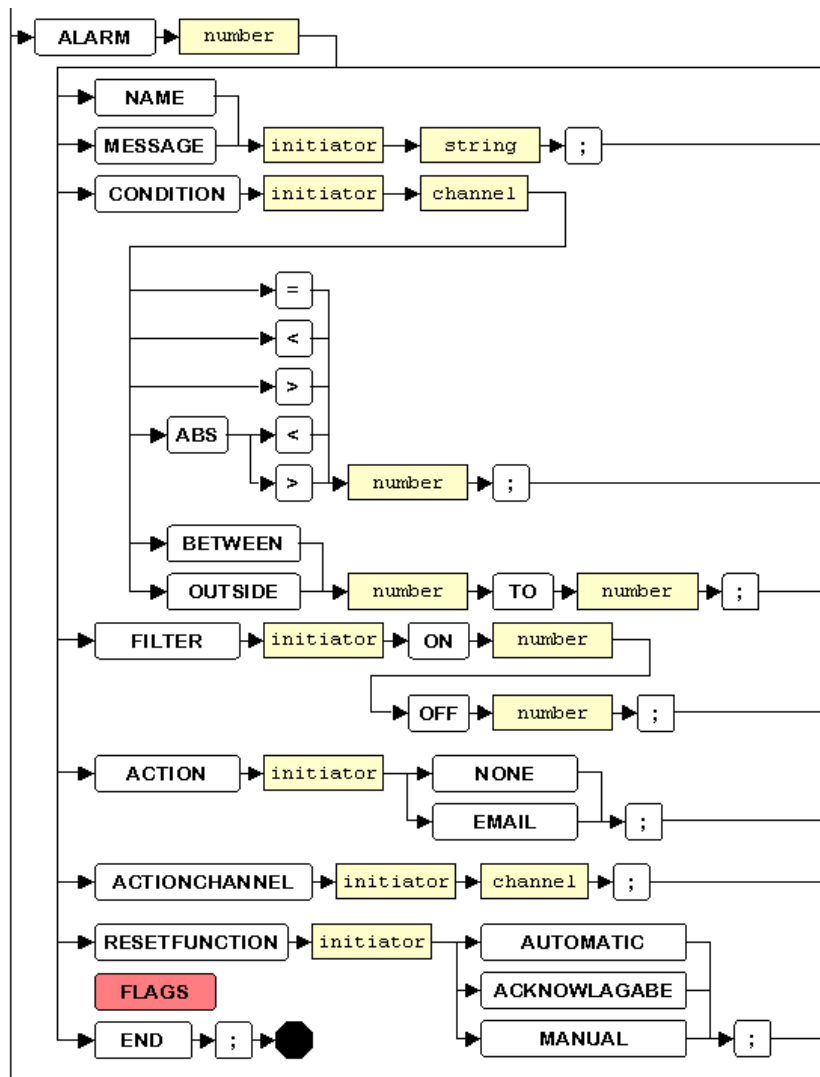 ALARM number
NAME
MESSAGE initiator string ;
CONDITION initiator channel
=
<
>
ABS <
> number ;
BETWEEN
OUTSIDE number TO number ;
FILTER initiator ON number
OFF number ;
ACTION initiator NONE
EMAIL ;
ACTIONCHANNEL initiator channel ;
RESETFUNCTION initiator AUTOMATIC
FLAGS ACKNOWLAGABE
END ; MANUAL ;